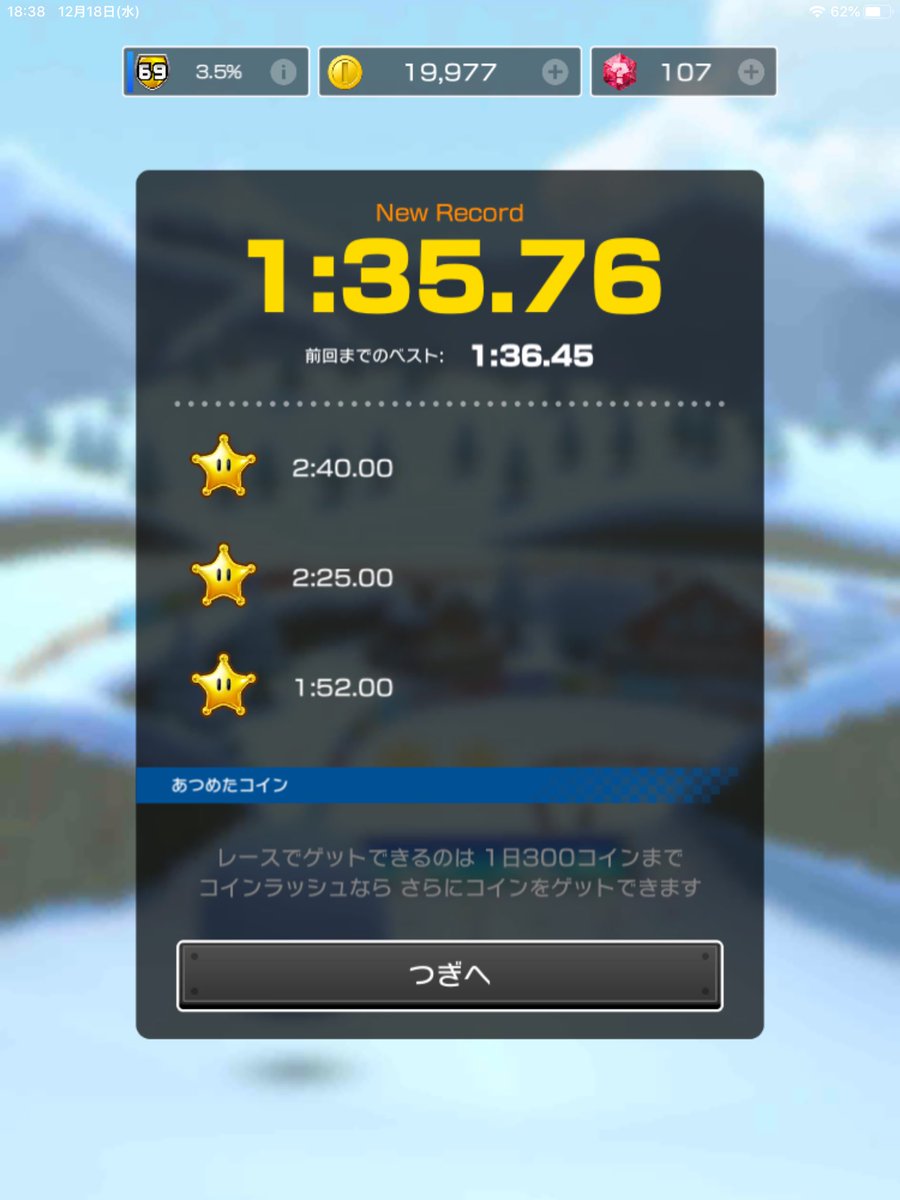 18:38 12月18日(水) 62%
69 3.5% 19,977 107
New Record
1:35.76
前回までのベスト: 1:36.45
2:40.00
2:25.00
1:52.00
あつめたコイン
レースでゲットできるのは 1日300コインまで
コインラッシュなら さらにコインをゲットできます
つぎへ